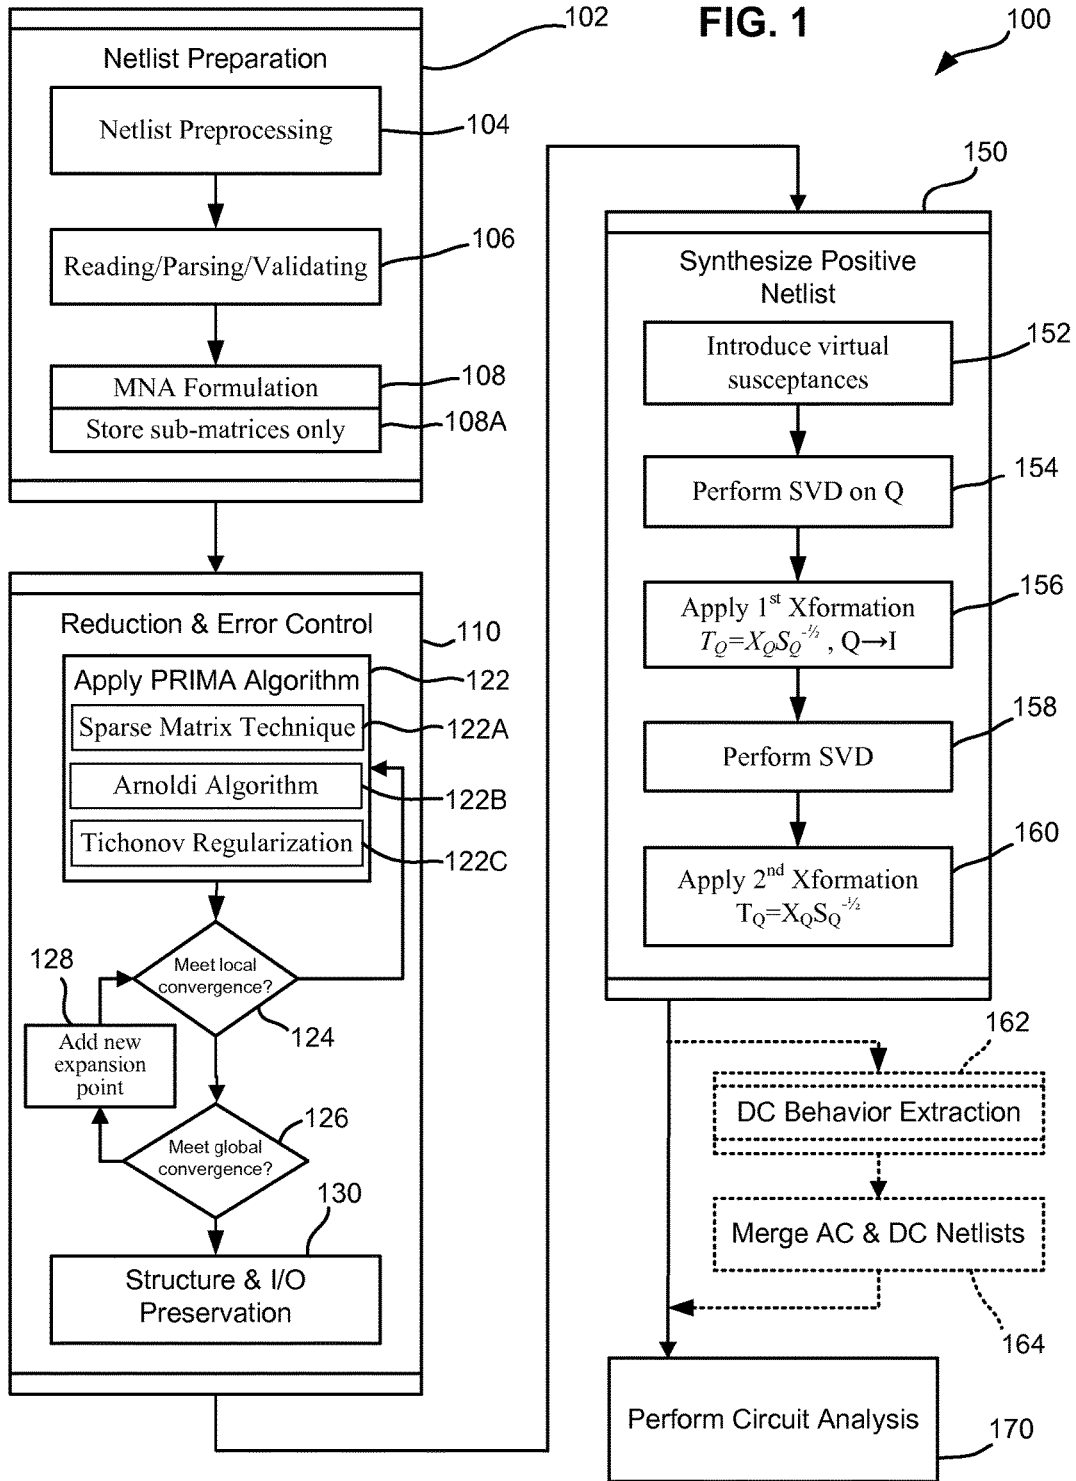 FIG. 1
100
102
Netlist Preparation
Netlist Preprocessing
104
Reading/Parsing/Validating
106
MNA Formulation
108
Store sub-matrices only
108A
Reduction & Error Control
110
Apply PRIMA Algorithm
122
Sparse Matrix Technique
122A
Arnoldi Algorithm
122B
Tichonov Regularization
122C
Meet local
convergence?
124
128
Add new
expansion
point
Meet global
convergence?
126
130
Structure & I/O
Preservation
150
Synthesize Positive
Netlist
Introduce virtual
susceptances
152
Perform SVD on Q
154
Apply 1st Xformation
T_Q=X_QS_Q^-½ , Q→I
156
Perform SVD
158
Apply 2nd Xformation
T_Q=X_QS_Q^-½
160
162
DC Behavior Extraction
Merge AC & DC Netlists
164
Perform Circuit Analysis
170